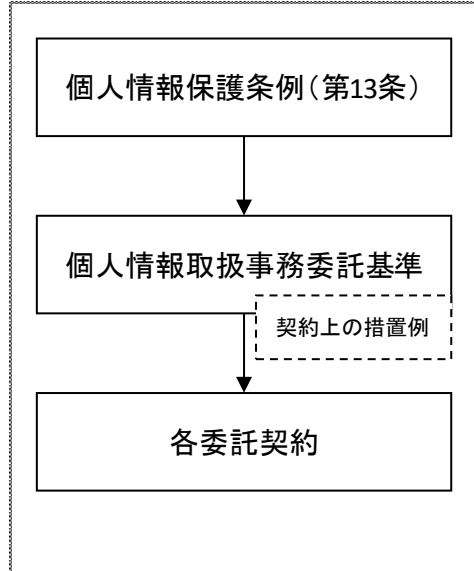 個人情報保護条例（第13条）
個人情報取扱事務委託基準
契約上の措置例
各委託契約